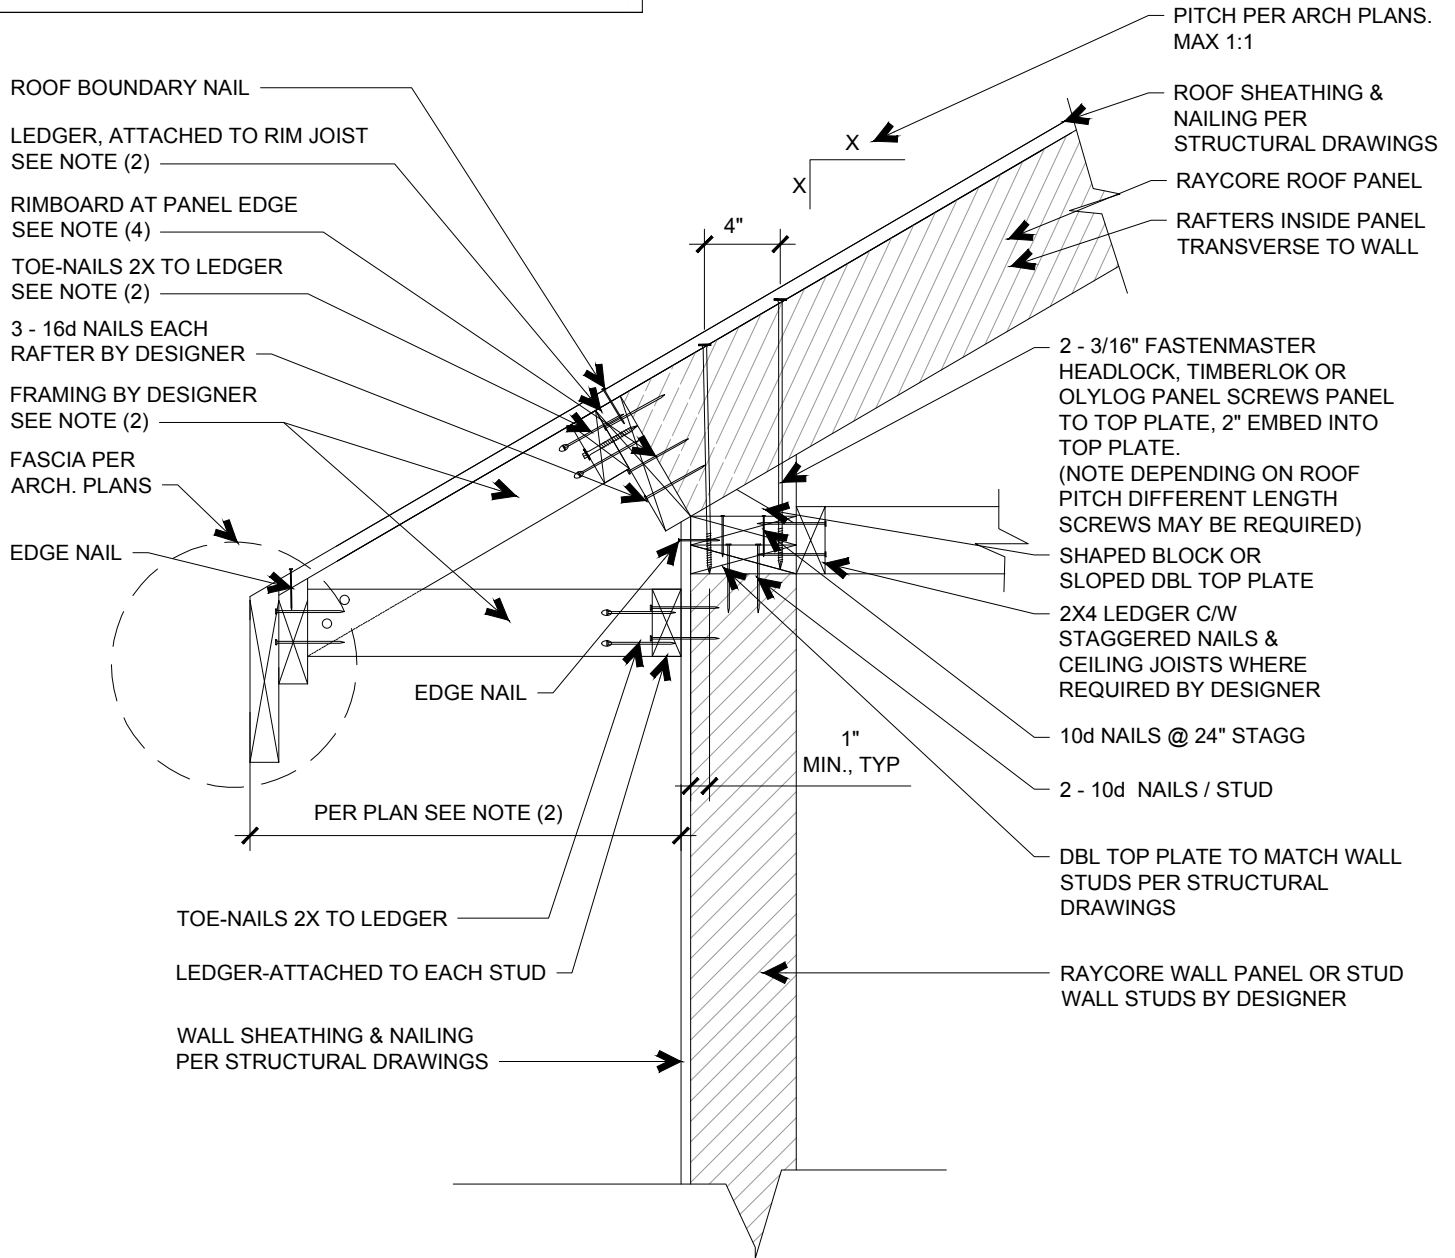 PITCH PER ARCH PLANS.
MAX 1:1
ROOF BOUNDARY NAIL
LEDGER, ATTACHED TO RIM JOIST
SEE NOTE (2)
RIMBOARD AT PANEL EDGE
SEE NOTE (4)
TOE-NAILS 2X TO LEDGER
SEE NOTE (2)
3 - 16d NAILS EACH
RAFTER BY DESIGNER
FRAMING BY DESIGNER
SEE NOTE (2)
FASCIA PER
ARCH. PLANS
EDGE NAIL
X
X
4"
ROOF SHEATHING &
NAILING PER
STRUCTURAL DRAWINGS
RAYCORE ROOF PANEL
RAFTERS INSIDE PANEL
TRANSVERSE TO WALL
2 - 3/16" FASTENMASTER
HEADLOCK, TIMBERLOK OR
OLYLOG PANEL SCREWS PANEL
TO TOP PLATE, 2" EMBED INTO
TOP PLATE.
(NOTE DEPENDING ON ROOF
PITCH DIFFERENT LENGTH
SCREWS MAY BE REQUIRED)
SHAPED BLOCK OR
SLOPED DBL TOP PLATE
2X4 LEDGER C/W
STAGGERED NAILS &
CEILING JOISTS WHERE
REQUIRED BY DESIGNER
10d NAILS @ 24" STAGG
2 - 10d NAILS / STUD
DBL TOP PLATE TO MATCH WALL
STUDS PER STRUCTURAL
DRAWINGS
RAYCORE WALL PANEL OR STUD
WALL STUDS BY DESIGNER
EDGE NAIL
1"
MIN., TYP
PER PLAN SEE NOTE (2)
TOE-NAILS 2X TO LEDGER
LEDGER-ATTACHED TO EACH STUD
WALL SHEATHING & NAILING
PER STRUCTURAL DRAWINGS